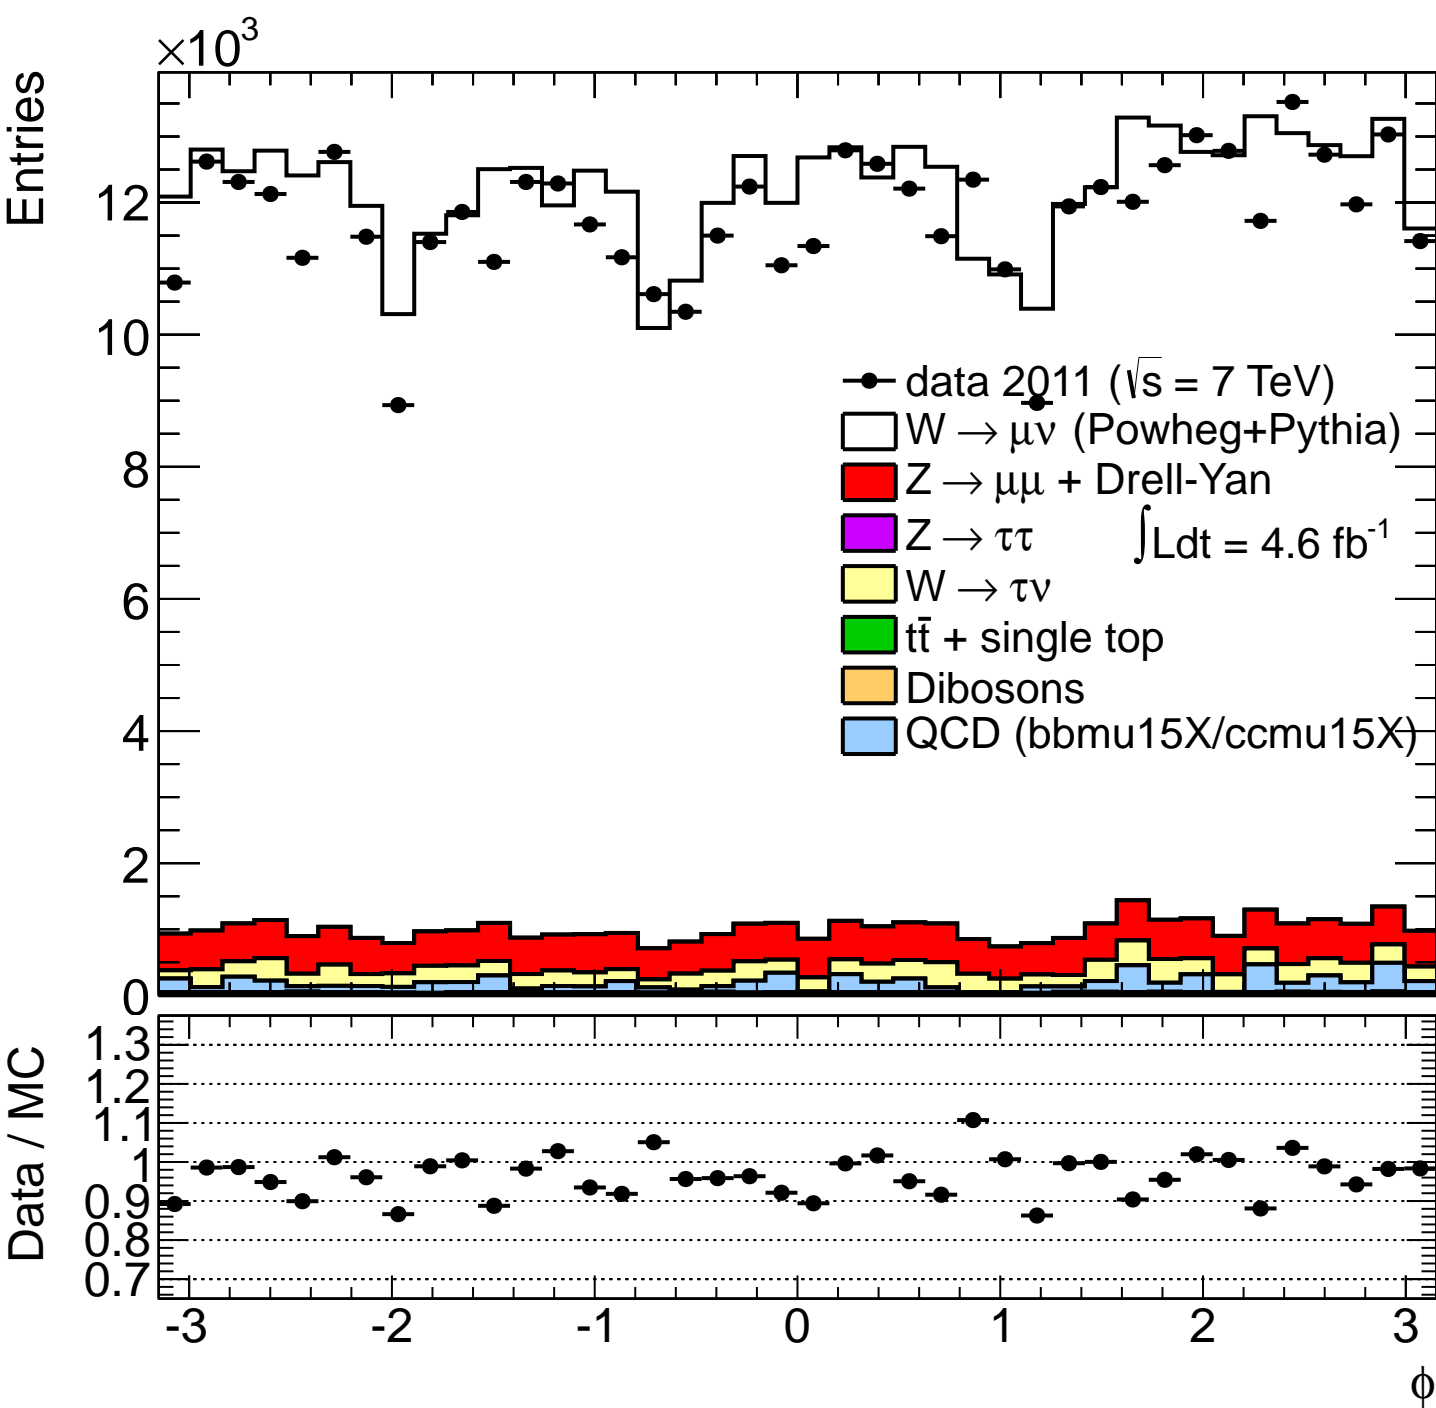 ×10³
Entries
12
10
8
6
4
2
0
data 2011 (√s = 7 TeV)
W → μν (Powheg+Pythia)
Z → μμ + Drell-Yan
Z → ττ
∫Ldt = 4.6 fb⁻¹
W → τν
tt̄ + single top
Dibosons
QCD (bbmu15X/ccmu15X)
Data / MC
1.3
1.2
1.1
1
0.9
0.8
0.7
-3 -2 -1 0 1 2 3
ϕ